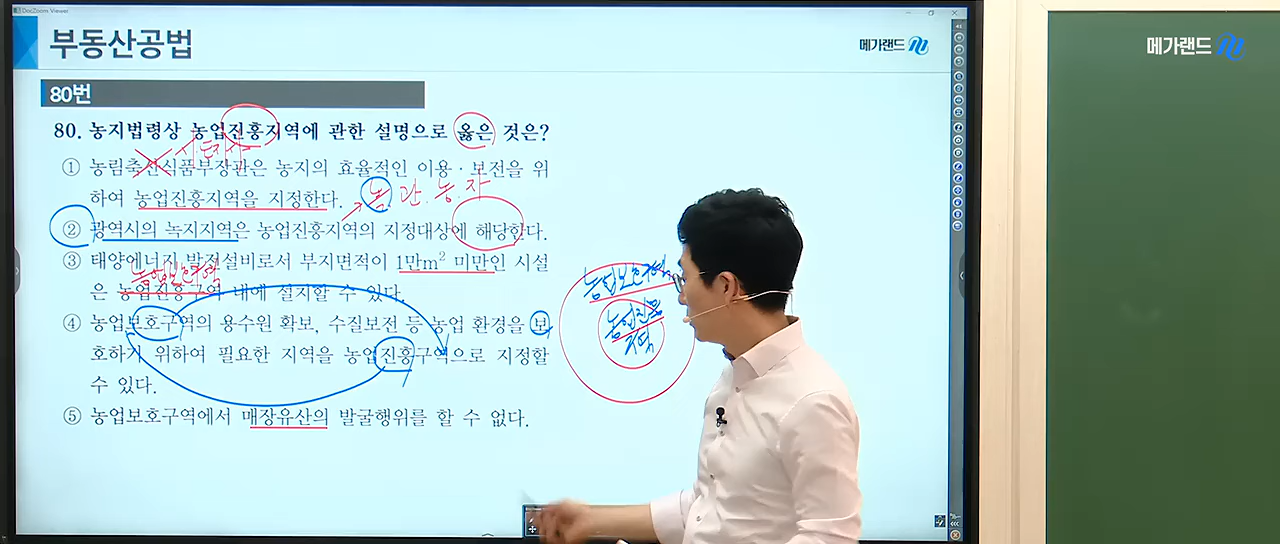 DocZoom Viewer
부동산공법
메가랜드
메가랜드
80번
80. 농지법령상 농업진흥지역에 관한 설명으로 옳은 것은?
시·도지사
① 농림축산식품부장관은 농지의 효율적인 이용·보전을 위
하여 농업진흥지역을 지정한다.
농.관.농.자
② 광역시의 녹지지역은 농업진흥지역의 지정대상에 해당한다.
③ 태양에너지 발전설비로서 부지면적이 1만m² 미만인 시설
농업보호구역
은 농업진흥구역 내에 설치할 수 있다.
④ 농업보호구역의 용수원 확보, 수질보전 등 농업 환경을 보
호하기 위하여 필요한 지역을 농업진흥구역으로 지정할
수 있다.
⑤ 농업보호구역에서 매장유산의 발굴행위를 할 수 없다.
농업보호구역
농업진흥
지역